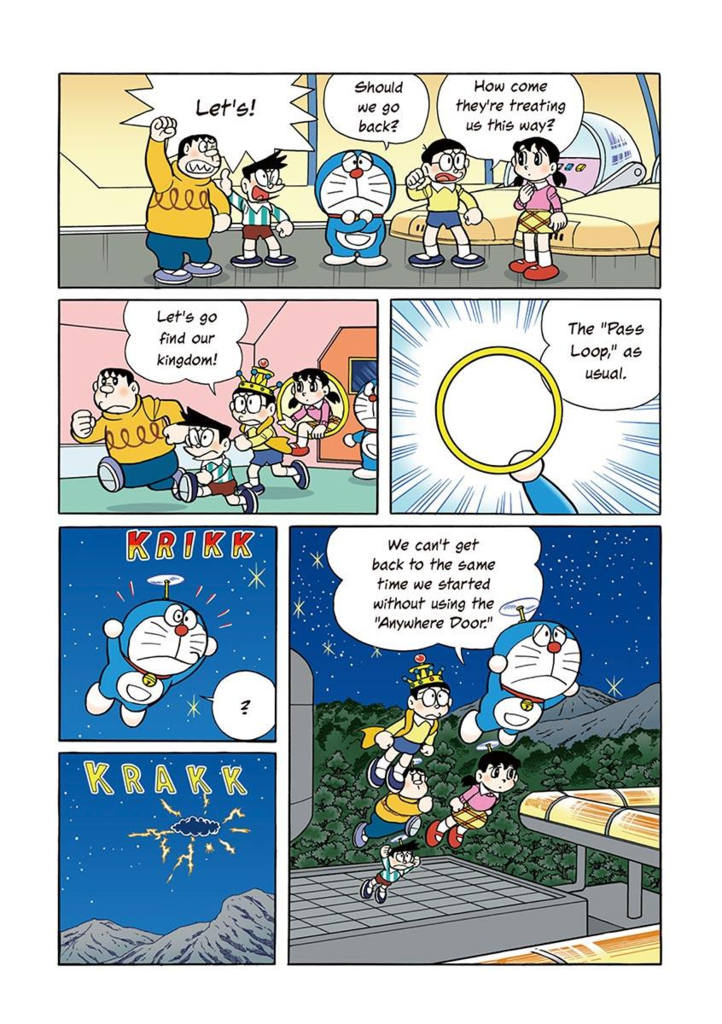 Let's!
Should
we go
back?
How come
they're treating
us this way?
Let's go
find our
kingdom!
The "Pass
Loop," as
usual.
KRIKK
?
KRAKK
We can't get
back to the same
time we started
without using the
"Anywhere Door."